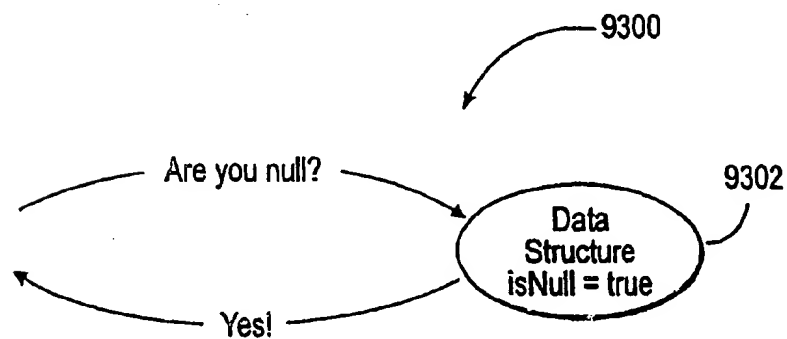 9300
Are you null?
9302
Data
Structure
isNull = true
Yes!